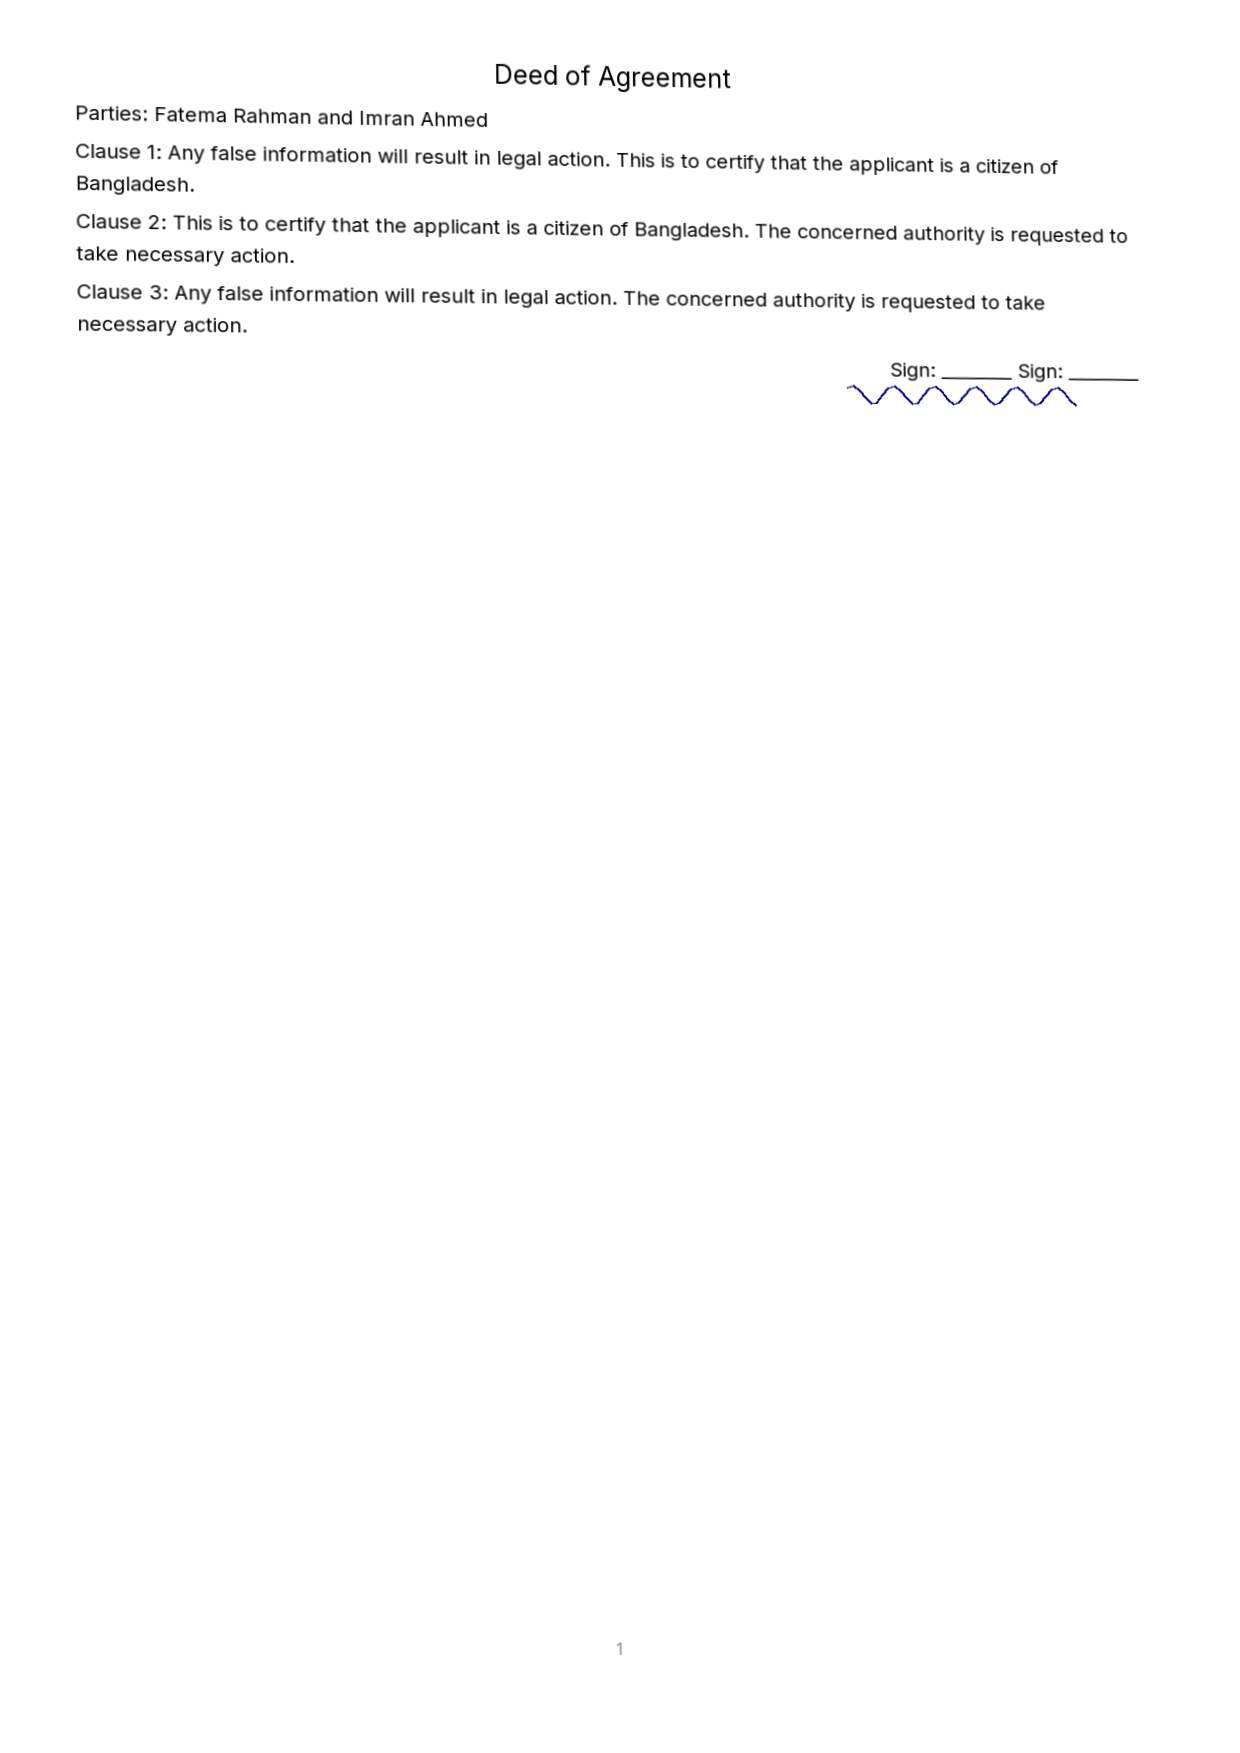 Deed of Agreement
Parties: Fatema Rahman and Imran Ahmed
Clause 1: Any false information will result in legal action. This is to certify that the applicant is a citizen of
Bangladesh.
Clause 2: This is to certify that the applicant is a citizen of Bangladesh. The concerned authority is requested to
take necessary action.
Clause 3: Any false information will result in legal action. The concerned authority is requested to take
necessary action.
Sign: _______ Sign: _______
1